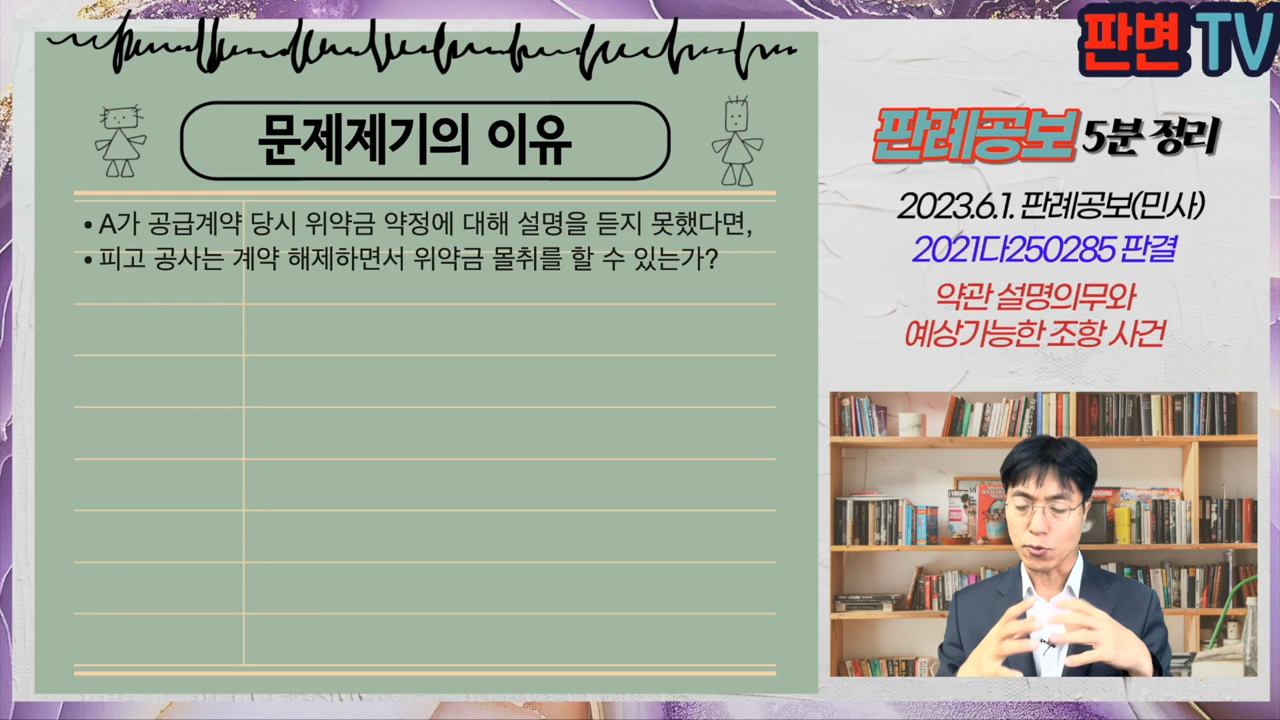 문제제기의 이유
• A가 공급계약 당시 위약금 약정에 대해 설명을 듣지 못했다면,
• 피고 공사는 계약 해제하면서 위약금 몰취를 할 수 있는가?
판변 TV
판례공보 5분 정리
2023.6.1. 판례공보(민사)
2021다250285 판결
약관 설명의무와
예상가능한 조항 사건